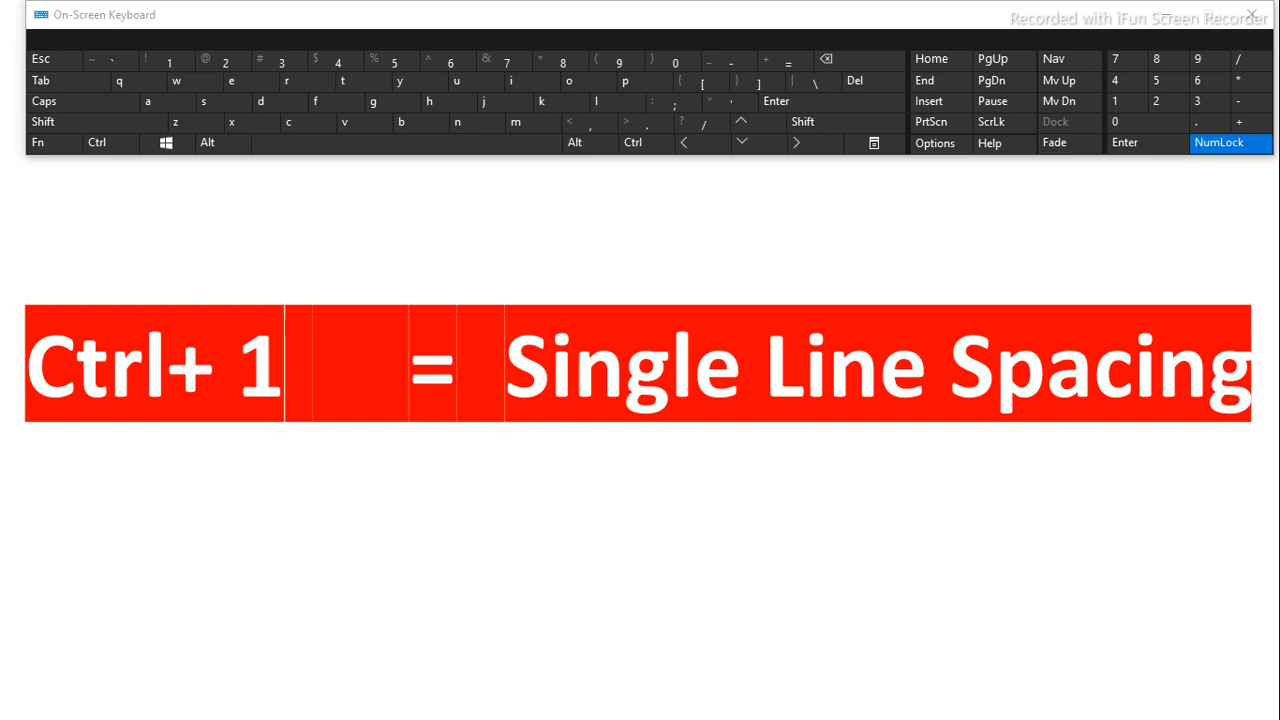 On-Screen Keyboard
Recorded with iFun Screen Recorder
Esc ~ ` ! 1 @ 2 # 3 $ 4 % 5 ^ 6 & 7 * 8 ( 9 ) 0 _ - + = Home PgUp Nav 7 8 9 /
Tab q w e r t y u i o p { [ } ] | \ Del End PgDn Mv Up 4 5 6 *
Caps a s d f g h j k l : ; " ' Enter Insert Pause Mv Dn 1 2 3 -
Shift z x c v b n m < , > . ? / Shift PrtScn ScrLk Dock 0 . +
Fn Ctrl Alt Alt Ctrl Options Help Fade Enter NumLock
Ctrl+ 1 = Single Line Spacing